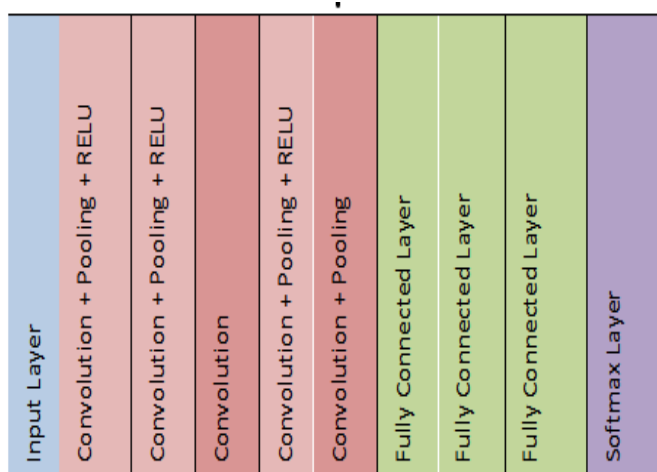 Input Layer
Convolution + Pooling + RELU
Convolution + Pooling + RELU
Convolution
Convolution + Pooling + RELU
Convolution + Pooling
Fully Connected Layer
Fully Connected Layer
Fully Connected Layer
Softmax Layer